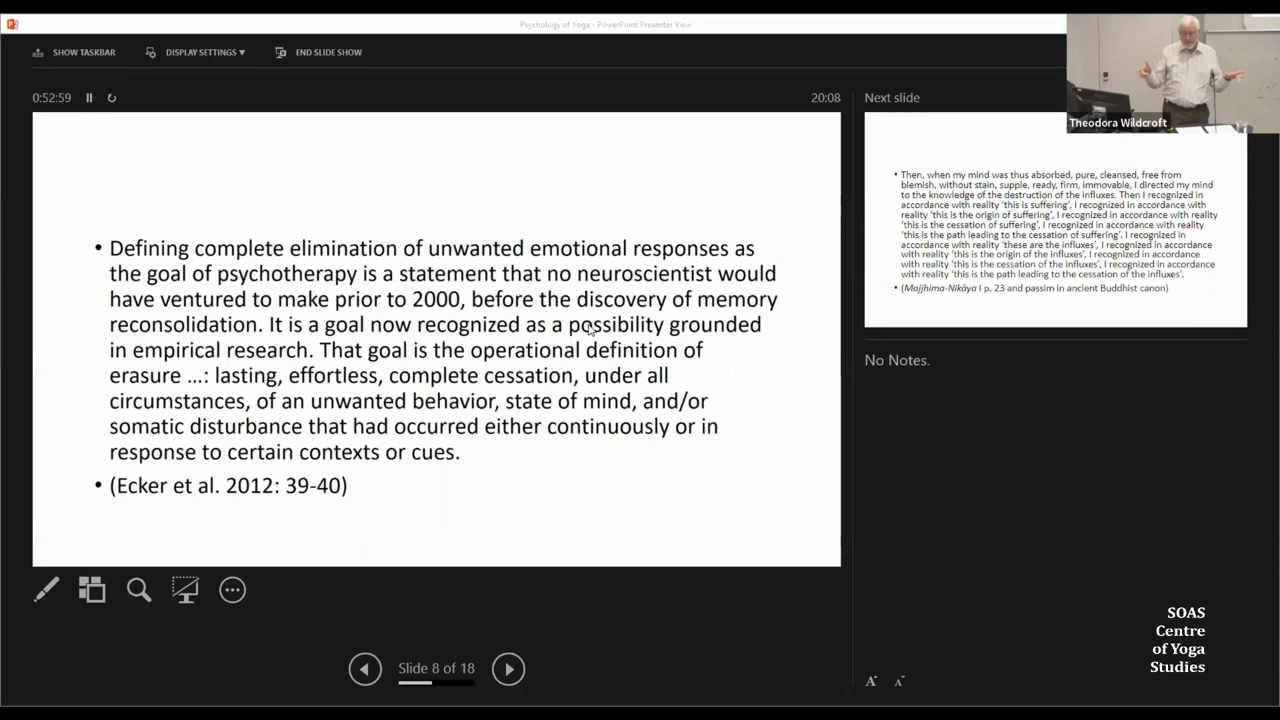 Psychology of Yoga - PowerPoint Presenter View
SHOW TASKBAR
DISPLAY SETTINGS ▼
END SLIDE SHOW
0:52:59
20:08
Next slide
Theodora Wildcroft
• Defining complete elimination of unwanted emotional responses as
the goal of psychotherapy is a statement that no neuroscientist would
have ventured to make prior to 2000, before the discovery of memory
reconsolidation. It is a goal now recognized as a possibility grounded
in empirical research. That goal is the operational definition of
erasure ...: lasting, effortless, complete cessation, under all
circumstances, of an unwanted behavior, state of mind, and/or
somatic disturbance that had occurred either continuously or in
response to certain contexts or cues.
• (Ecker et al. 2012: 39-40)
• Then, when my mind was thus absorbed, pure, cleansed, free from
blemish, without stain, supple, ready, firm, immovable, I directed my mind
to the knowledge of the destruction of the influxes. Then I recognized in
accordance with reality ‘this is suffering’, I recognized in accordance with
reality ‘this is the origin of suffering’, I recognized in accordance with
reality ‘this is the cessation of suffering’. I recognized in accordance with reality
‘this is the path leading to the cessation of suffering’. I recognized in
accordance with reality ‘these are the influxes’, I recognized in accordance
with reality ‘this is the origin of the influxes’, I recognized in accordance
with reality ‘this is the cessation of the influxes’, I recognized in accordance
with reality ‘this is the path leading to the cessation of the influxes’.
• (Majjhima-Nikāya I p. 23 and passim in ancient Buddhist canon)
No Notes.
Slide 8 of 18
SOAS
Centre
of Yoga
Studies
A
A